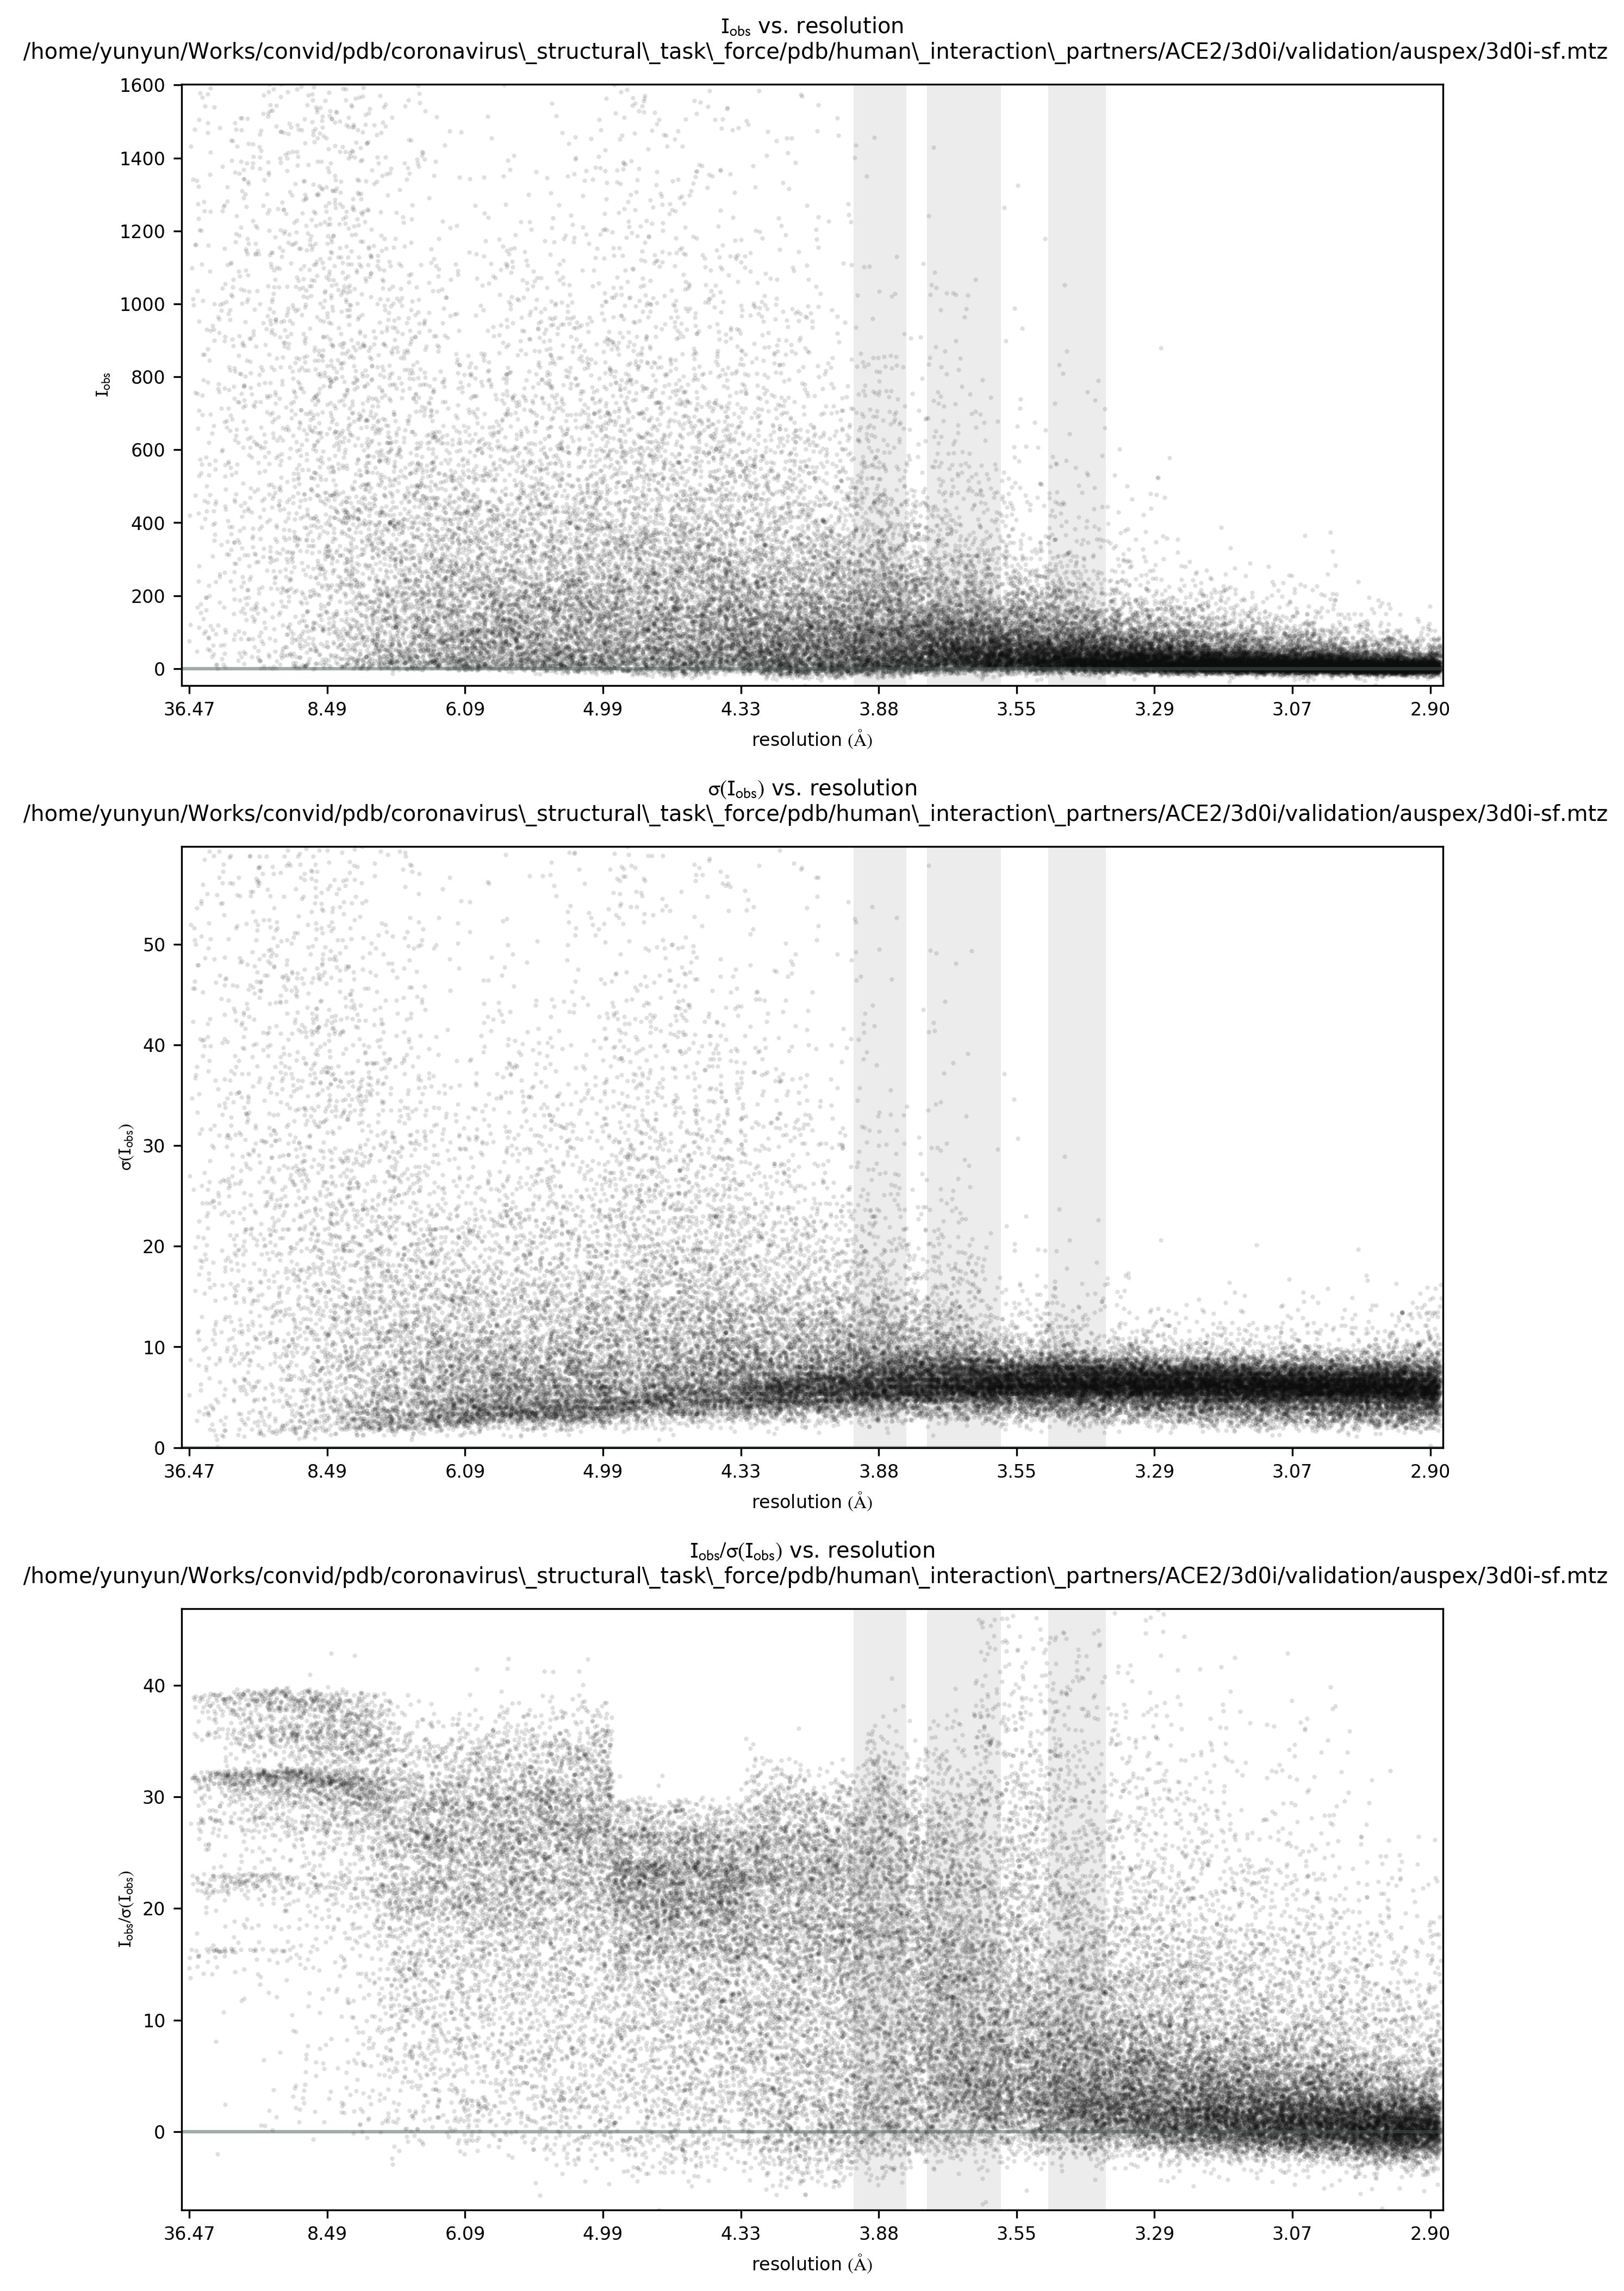 Iobs vs. resolution
/home/yunyun/Works/convid/pdb/coronavirus\_structural\_task\_force/pdb/human\_interaction\_partners/ACE2/3d0i/validation/auspex/3d0i-sf.mtz
1600
1400
1200
1000
800
600
400
200
0
Iobs
36.47 8.49 6.09 4.99 4.33 3.88 3.55 3.29 3.07 2.90
resolution (Å)
σ(Iobs) vs. resolution
/home/yunyun/Works/convid/pdb/coronavirus\_structural\_task\_force/pdb/human\_interaction\_partners/ACE2/3d0i/validation/auspex/3d0i-sf.mtz
50
40
30
20
10
0
σ(Iobs)
36.47 8.49 6.09 4.99 4.33 3.88 3.55 3.29 3.07 2.90
resolution (Å)
Iobs/σ(Iobs) vs. resolution
/home/yunyun/Works/convid/pdb/coronavirus\_structural\_task\_force/pdb/human\_interaction\_partners/ACE2/3d0i/validation/auspex/3d0i-sf.mtz
40
30
20
10
0
Iobs/σ(Iobs)
36.47 8.49 6.09 4.99 4.33 3.88 3.55 3.29 3.07 2.90
resolution (Å)